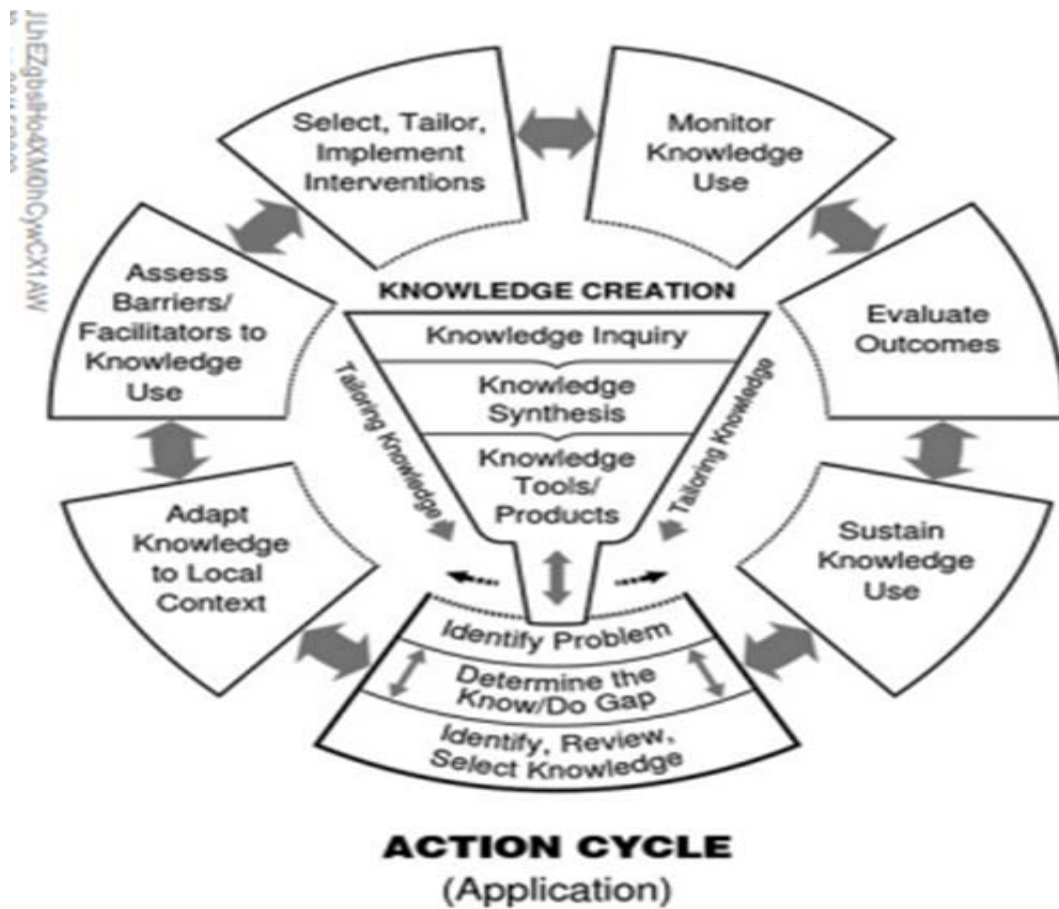 JLhEZgbsIHo4XMi0hCywCX1AW
Select, Tailor,
Implement
Interventions
Monitor
Knowledge
Use
Assess
Barriers/
Facilitators to
Knowledge
Use
KNOWLEDGE CREATION
Knowledge Inquiry
Knowledge
Synthesis
Knowledge
Tools/
Products
Tailoring Knowledge
Tailoring Knowledge
Evaluate
Outcomes
Adapt
Knowledge
to Local
Context
Sustain
Knowledge
Use
Identify Problem
Determine the
Know/Do Gap
Identify, Review,
Select Knowledge
ACTION CYCLE
(Application)